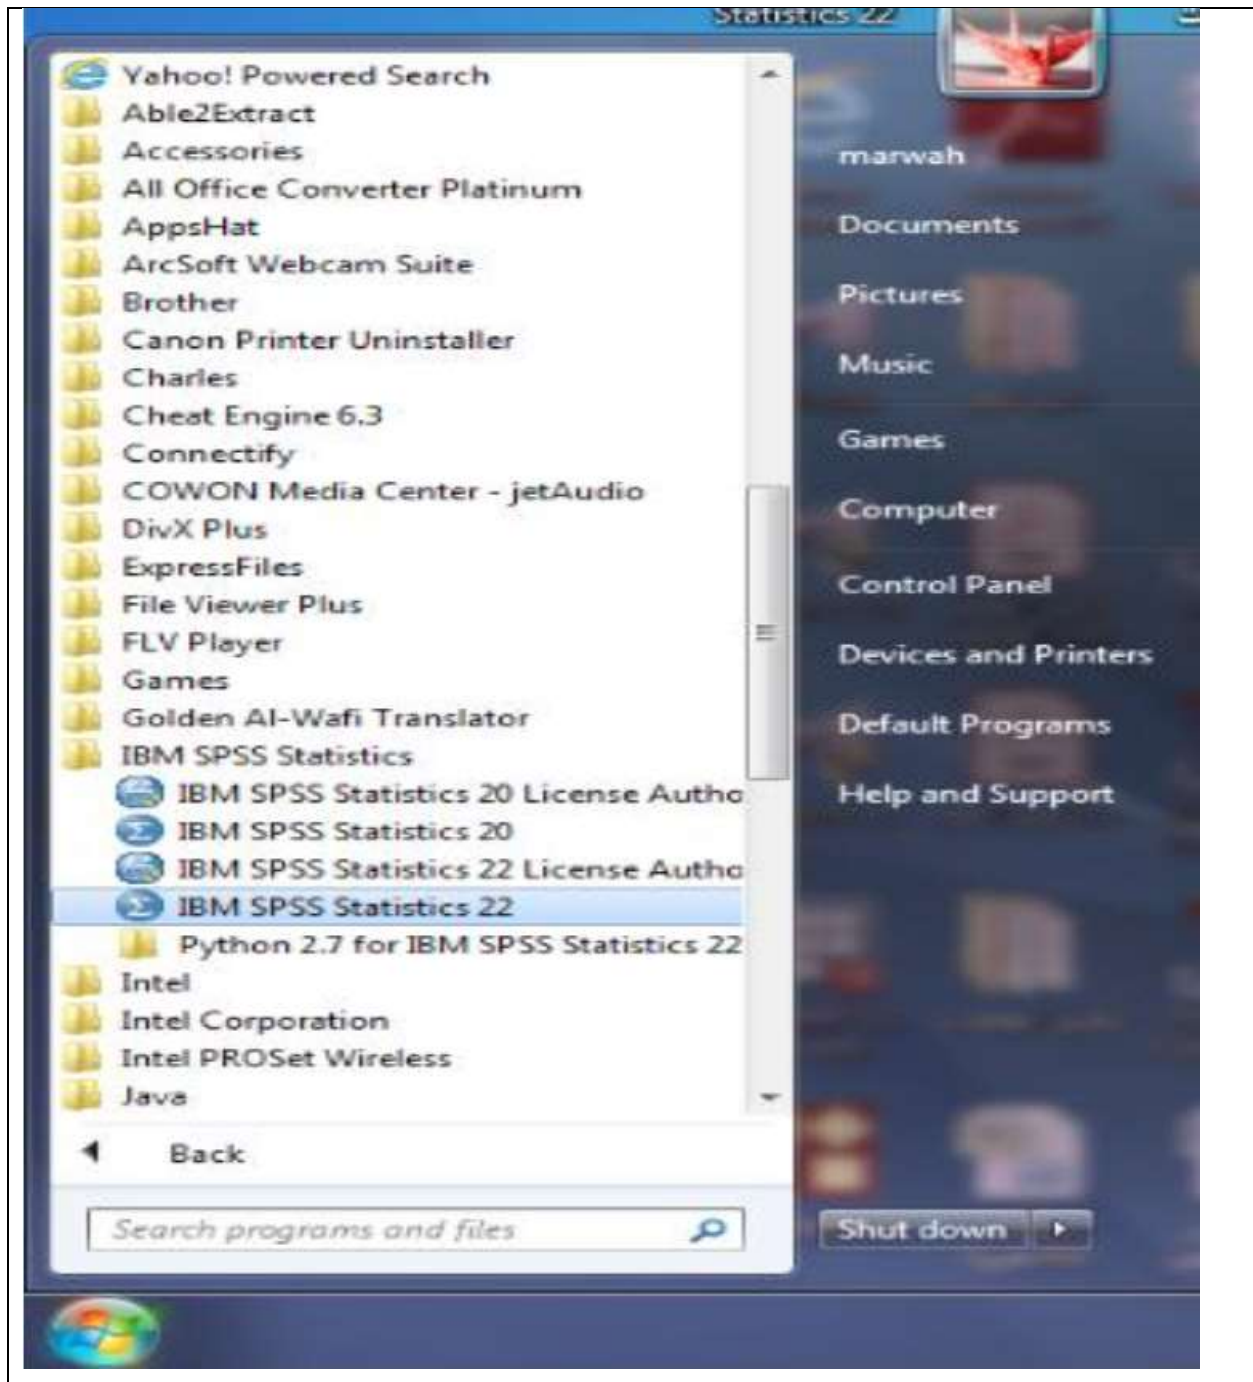 Statistics 22
Yahoo! Powered Search
Able2Extract
Accessories
All Office Converter Platinum
AppsHat
ArcSoft Webcam Suite
Brother
Canon Printer Uninstaller
Charles
Cheat Engine 6.3
Connectify
COWON Media Center - jetAudio
DivX Plus
ExpressFiles
File Viewer Plus
FLV Player
Games
Golden Al-Wafi Translator
IBM SPSS Statistics
IBM SPSS Statistics 20 License Autho
IBM SPSS Statistics 20
IBM SPSS Statistics 22 License Autho
IBM SPSS Statistics 22
Python 2.7 for IBM SPSS Statistics 22
Intel
Intel Corporation
Intel PROSet Wireless
Java
Back
Search programs and files
marwah
Documents
Pictures
Music
Games
Computer
Control Panel
Devices and Printers
Default Programs
Help and Support
Shut down